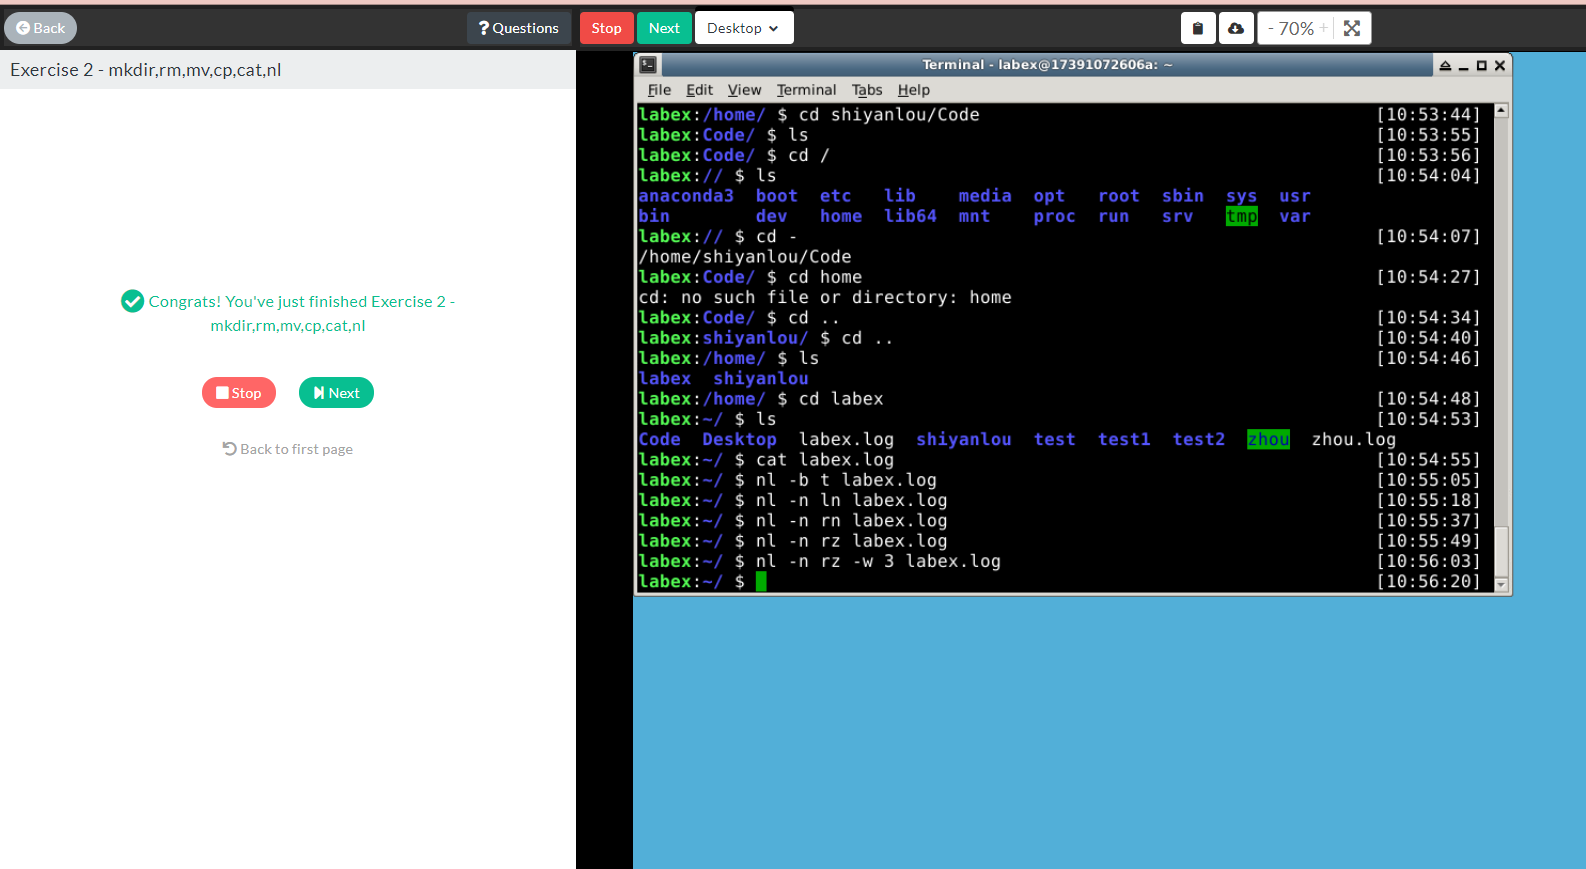 Back
Questions
Stop
Next
Desktop
- 70% +
Exercise 2 - mkdir,rm,mv,cp,cat,nl
Congrats! You've just finished Exercise 2 -
mkdir,rm,mv,cp,cat,nl
Stop
Next
Back to first page
Terminal - labex@17391072606a: ~
File Edit View Terminal Tabs Help
labex:/home/ $ cd shiyanlou/Code [10:53:44]
labex:Code/ $ ls [10:53:55]
labex:Code/ $ cd / [10:53:56]
labex:// $ ls [10:54:04]
anaconda3 boot etc lib media opt root sbin sys usr
bin dev home lib64 mnt proc run srv tmp var
labex:// $ cd - [10:54:07]
/home/shiyanlou/Code
labex:Code/ $ cd home [10:54:27]
cd: no such file or directory: home
labex:Code/ $ cd .. [10:54:34]
labex:shiyanlou/ $ cd .. [10:54:40]
labex:/home/ $ ls [10:54:46]
labex shiyanlou
labex:/home/ $ cd labex [10:54:48]
labex:~/ $ ls [10:54:53]
Code Desktop labex.log shiyanlou test test1 test2 zhou zhou.log
labex:~/ $ cat labex.log [10:54:55]
labex:~/ $ nl -b t labex.log [10:55:05]
labex:~/ $ nl -n ln labex.log [10:55:18]
labex:~/ $ nl -n rn labex.log [10:55:37]
labex:~/ $ nl -n rz labex.log [10:55:49]
labex:~/ $ nl -n rz -w 3 labex.log [10:56:03]
labex:~/ $ [10:56:20]